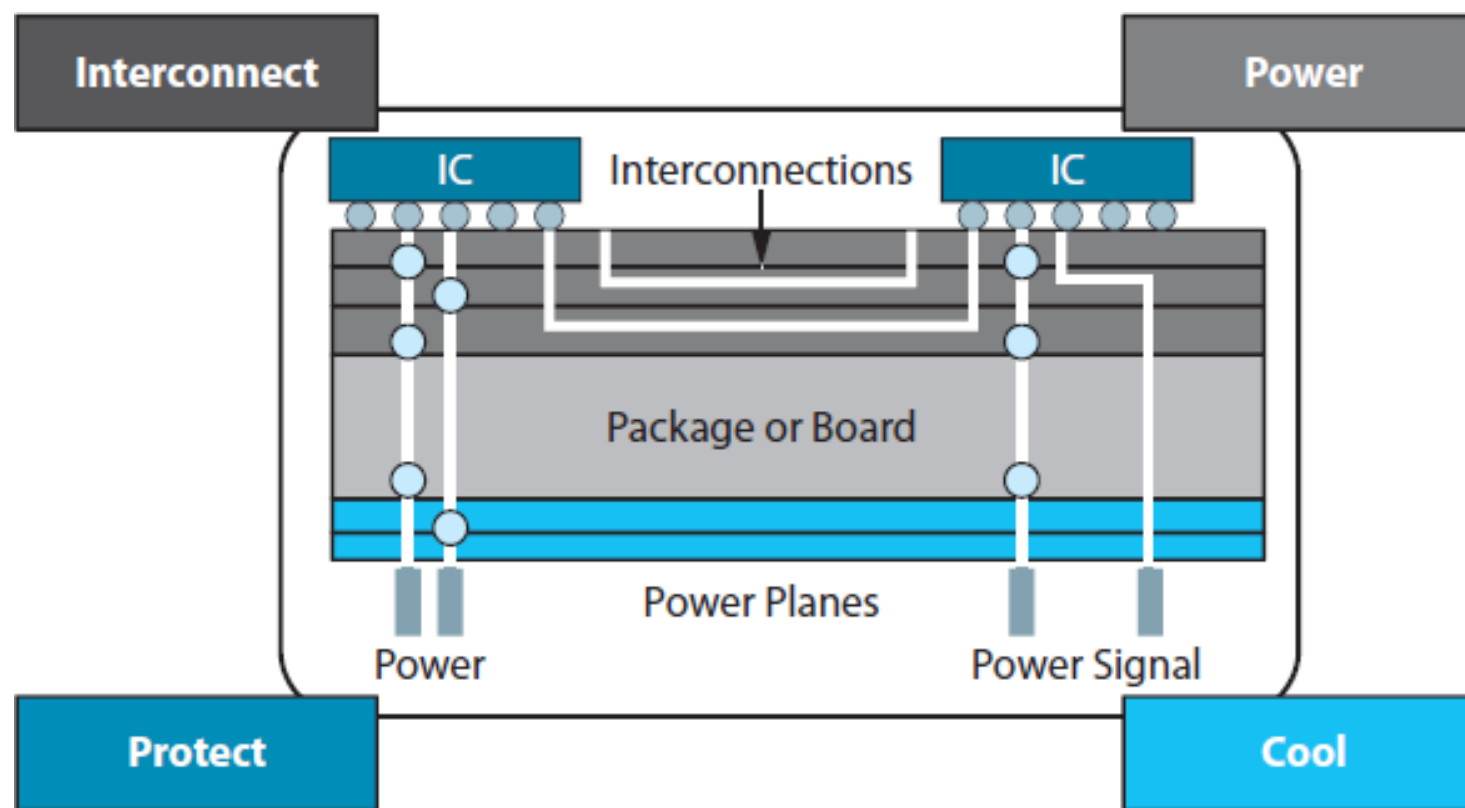 Interconnect
Power
IC
Interconnections
IC
Package or Board
Power Planes
Power
Power Signal
Protect
Cool